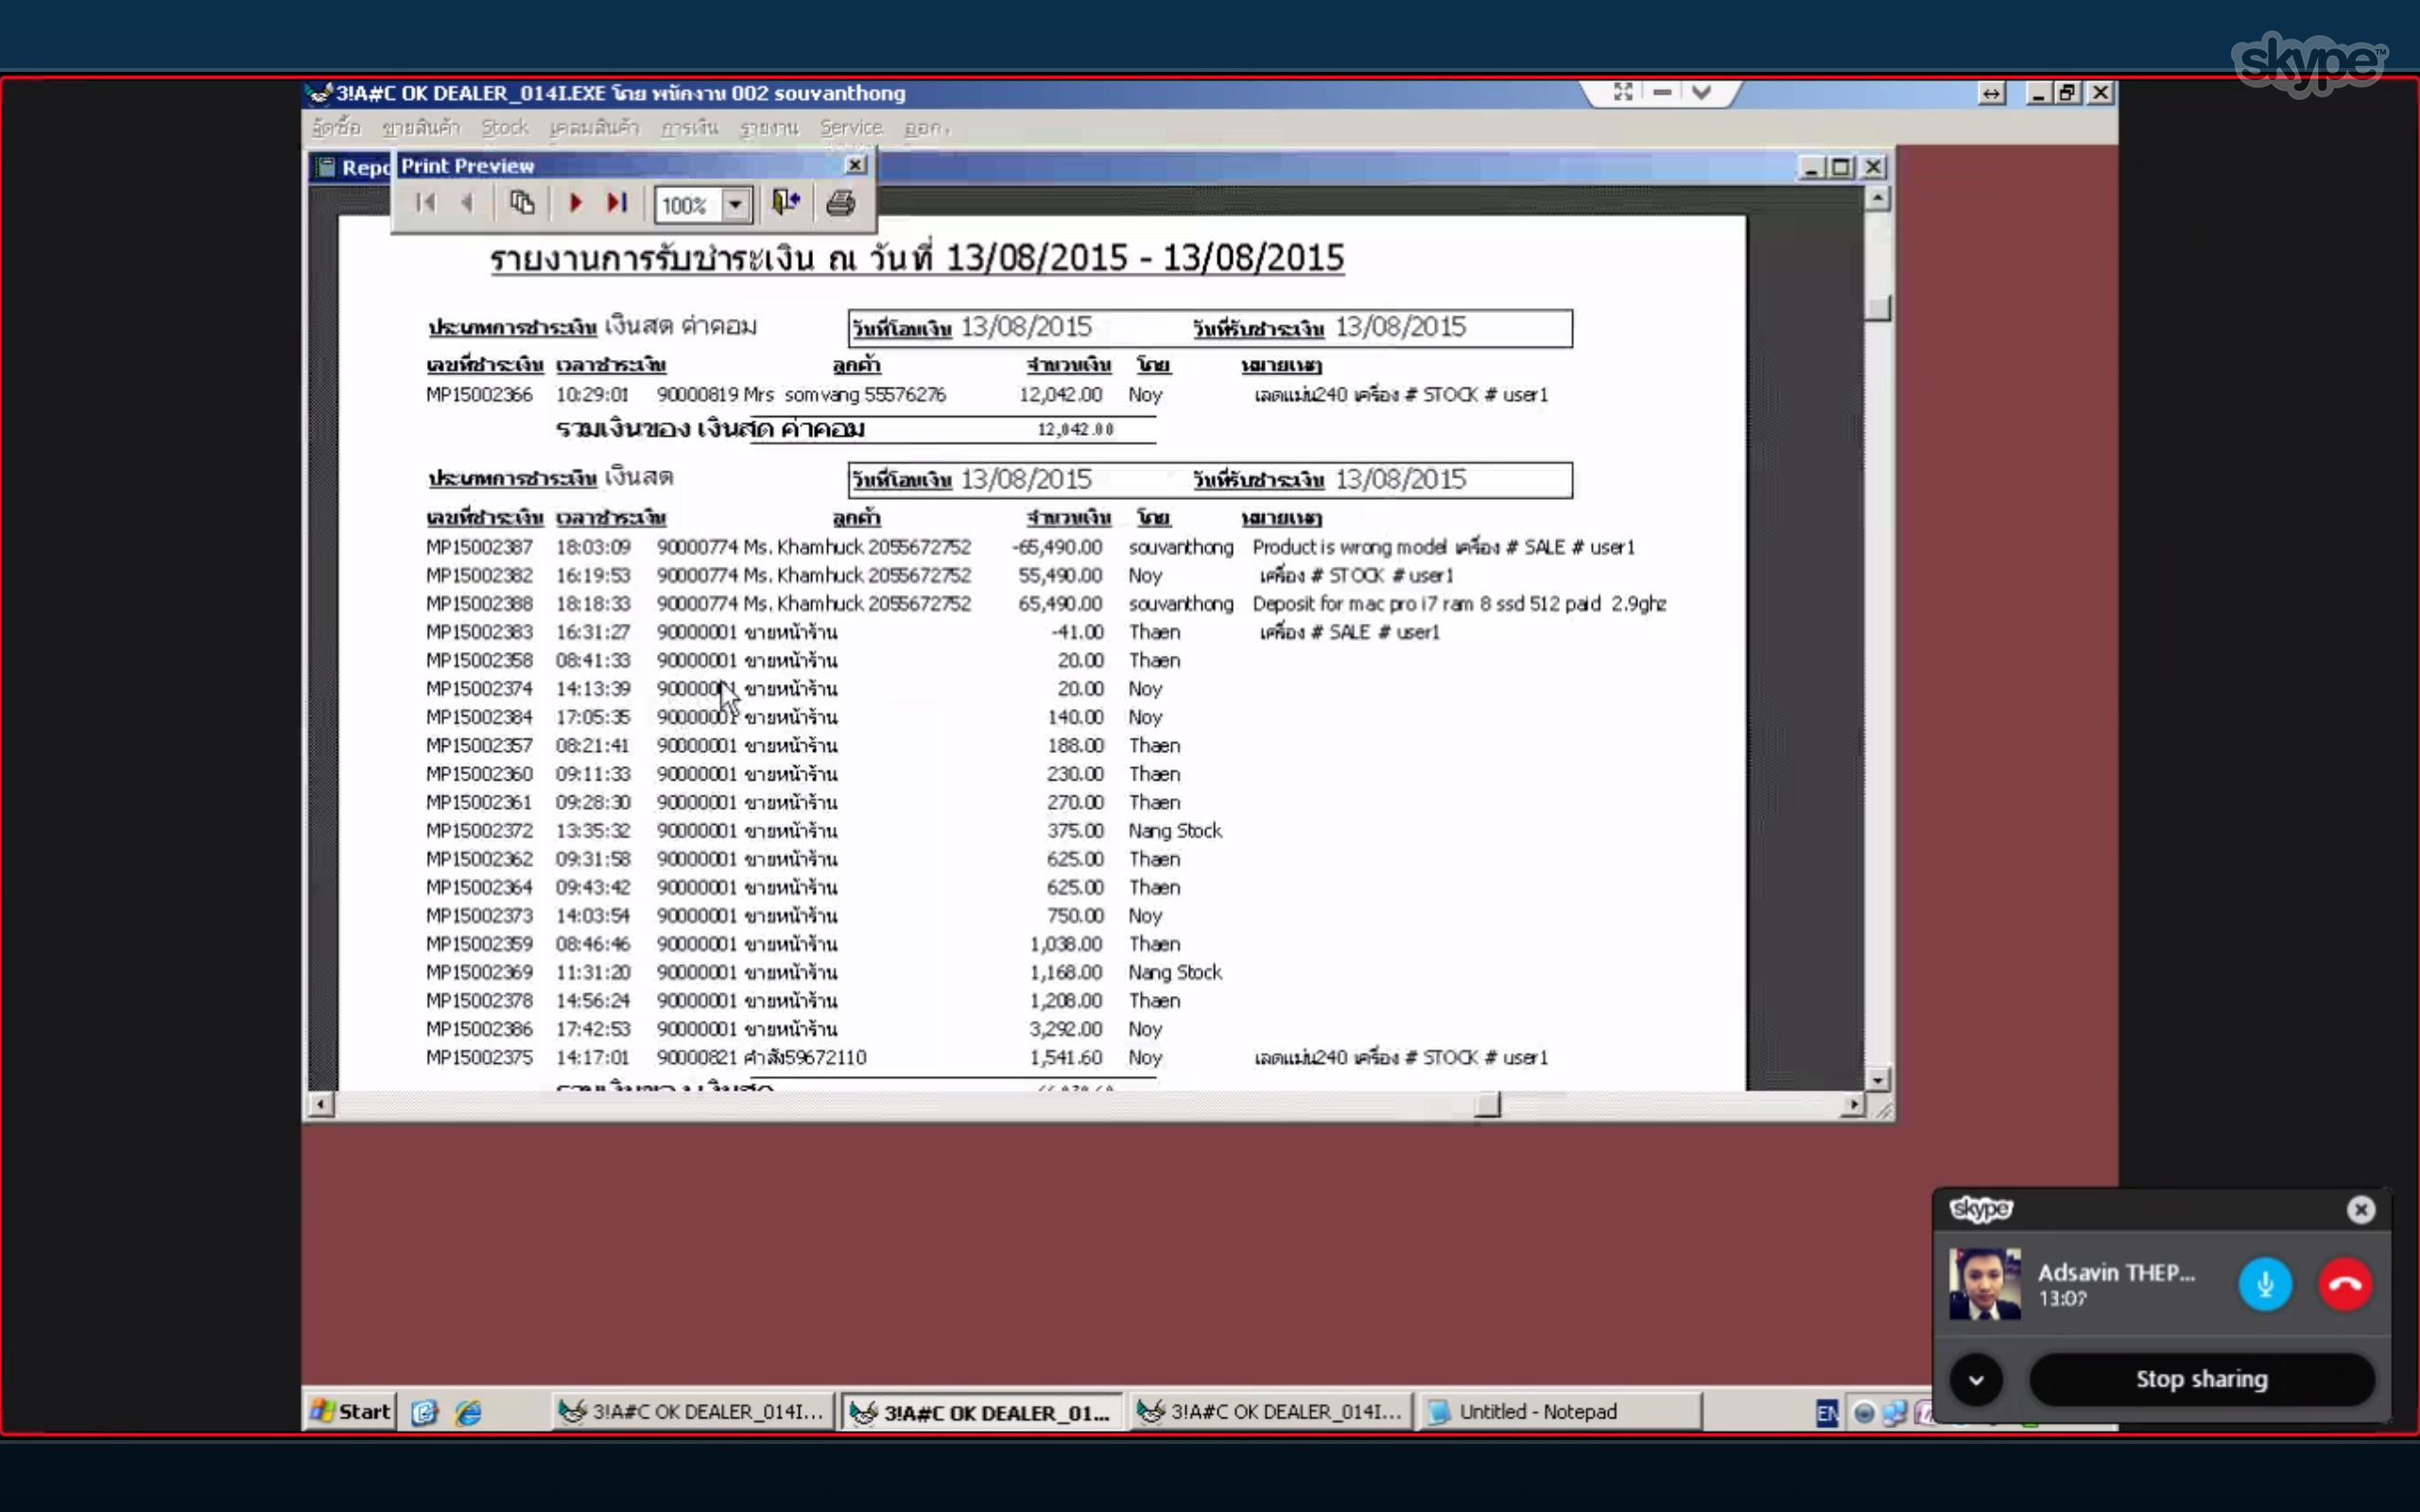 skype™
3!A#C OK DEALER_014I.EXE โดย พนักงาน 002 souvanthong
จัดซื้อ ขายสินค้า Stock เคลมสินค้า การเงิน รายงาน Service ออก,
Repo
Print Preview
100%
รายงานการรับชำระเงิน ณ วันที่ 13/08/2015 - 13/08/2015
ประเภทการชำระเงิน เงินสด ค่าคอม วันที่โอนเงิน 13/08/2015 วันที่รับชำระเงิน 13/08/2015
เลขที่ชำระเงิน เวลาชำระเงิน ลูกค้า จำนวนเงิน โดย หมายเหตุ
MP15002366 10:29:01 90000819 Mrs somvang 55576276 12,042.00 Noy เลดแม่น240 เครื่อง # STOCK # user1
รวมเงินของ เงินสด ค่าคอม 12,042.00
ประเภทการชำระเงิน เงินสด วันที่โอนเงิน 13/08/2015 วันที่รับชำระเงิน 13/08/2015
เลขที่ชำระเงิน เวลาชำระเงิน ลูกค้า จำนวนเงิน โดย หมายเหตุ
MP15002387 18:03:09 90000774 Ms. Khamhuck 2055672752 -65,490.00 souvanthong Product is wrong model เครื่อง # SALE # user1
MP15002382 16:19:53 90000774 Ms. Khamhuck 2055672752 55,490.00 Noy เครื่อง # STOCK # user1
MP15002388 18:18:33 90000774 Ms. Khamhuck 2055672752 65,490.00 souvanthong Deposit for mac pro i7 ram 8 ssd 512 paid 2.9ghz
MP15002383 16:31:27 90000001 ขายหน้าร้าน -41.00 Thaen เครื่อง # SALE # user1
MP15002358 08:41:33 90000001 ขายหน้าร้าน 20.00 Thaen
MP15002374 14:13:39 90000001 ขายหน้าร้าน 20.00 Noy
MP15002384 17:05:35 90000001 ขายหน้าร้าน 140.00 Noy
MP15002357 08:21:41 90000001 ขายหน้าร้าน 188.00 Thaen
MP15002360 09:11:33 90000001 ขายหน้าร้าน 230.00 Thaen
MP15002361 09:28:30 90000001 ขายหน้าร้าน 270.00 Thaen
MP15002372 13:35:32 90000001 ขายหน้าร้าน 375.00 Nang Stock
MP15002362 09:31:58 90000001 ขายหน้าร้าน 625.00 Thaen
MP15002364 09:43:42 90000001 ขายหน้าร้าน 625.00 Thaen
MP15002373 14:03:54 90000001 ขายหน้าร้าน 750.00 Noy
MP15002359 08:46:46 90000001 ขายหน้าร้าน 1,038.00 Thaen
MP15002369 11:31:20 90000001 ขายหน้าร้าน 1,168.00 Nang Stock
MP15002378 14:56:24 90000001 ขายหน้าร้าน 1,208.00 Thaen
MP15002386 17:42:53 90000001 ขายหน้าร้าน 3,292.00 Noy
MP15002375 14:17:01 90000821 คำสั่ง59672110 1,541.60 Noy เลดแม่น240 เครื่อง # STOCK # user1
รวมเงินของ เงินสด
skype
Adsavin THEP...
13:07
Stop sharing
Start 3!A#C OK DEALER_014I... 3!A#C OK DEALER_01... 3!A#C OK DEALER_014I... Untitled - Notepad EN